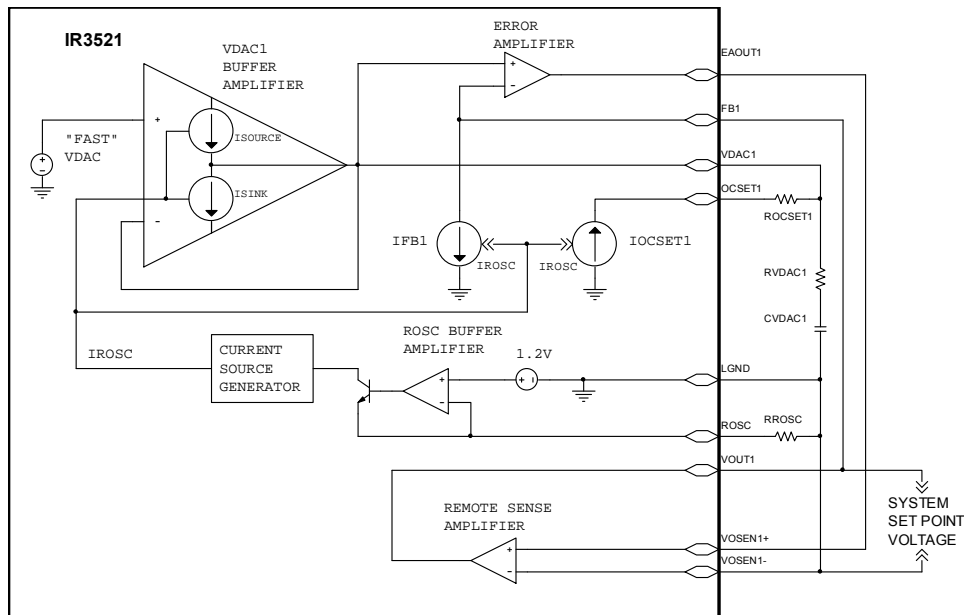 IR3521
VDAC1
BUFFER
AMPLIFIER
ERROR
AMPLIFIER
EAOUT1
FB1
"FAST"
VDAC
+
-
ISOURCE
ISINK
+
-
+
-
VDAC1
OCSET1
ROCSET1
IFB1
IROSC
IROSC
IOCSET1
RVDAC1
CVDAC1
ROSC BUFFER
AMPLIFIER
1.2V
IROSC
CURRENT
SOURCE
GENERATOR
+
-
+ -
LGND
ROSC
RROSC
VOUT1
REMOTE SENSE
AMPLIFIER
+
-
VOSEN1+
VOSEN1-
SYSTEM
SET POINT
VOLTAGE